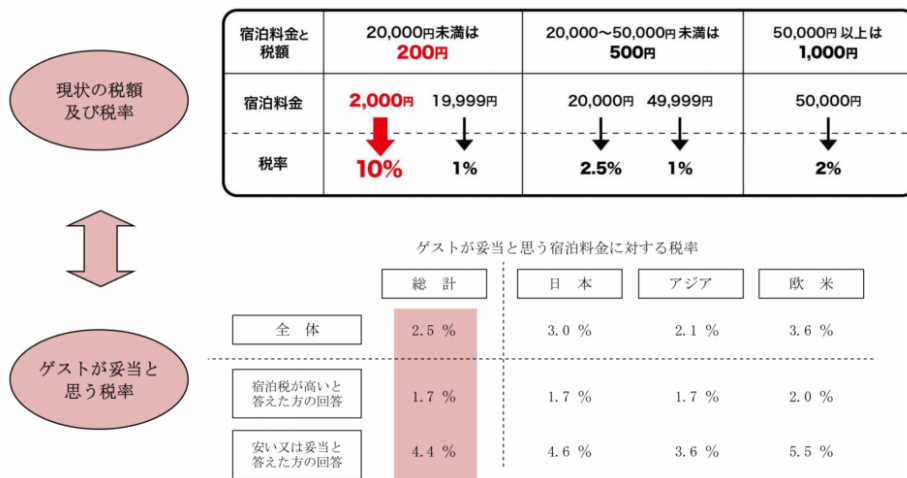 現状の税額
及び税率
宿泊料金と
税額
20,000円未満は
200円
20,000〜50,000円未満は
500円
50,000円以上は
1,000円
宿泊料金
2,000円 19,999円 20,000円 49,999円 50,000円
税率
10% 1% 2.5% 1% 2%
ゲストが妥当と思う宿泊料金に対する税率
総 計 日 本 アジア 欧 米
全 体 2.5 % 3.0 % 2.1 % 3.6 %
ゲストが妥当と
思う税率
宿泊税が高いと
答えた方の回答
1.7 % 1.7 % 1.7 % 2.0 %
安い又は妥当と
答えた方の回答
4.4 % 4.6 % 3.6 % 5.5 %